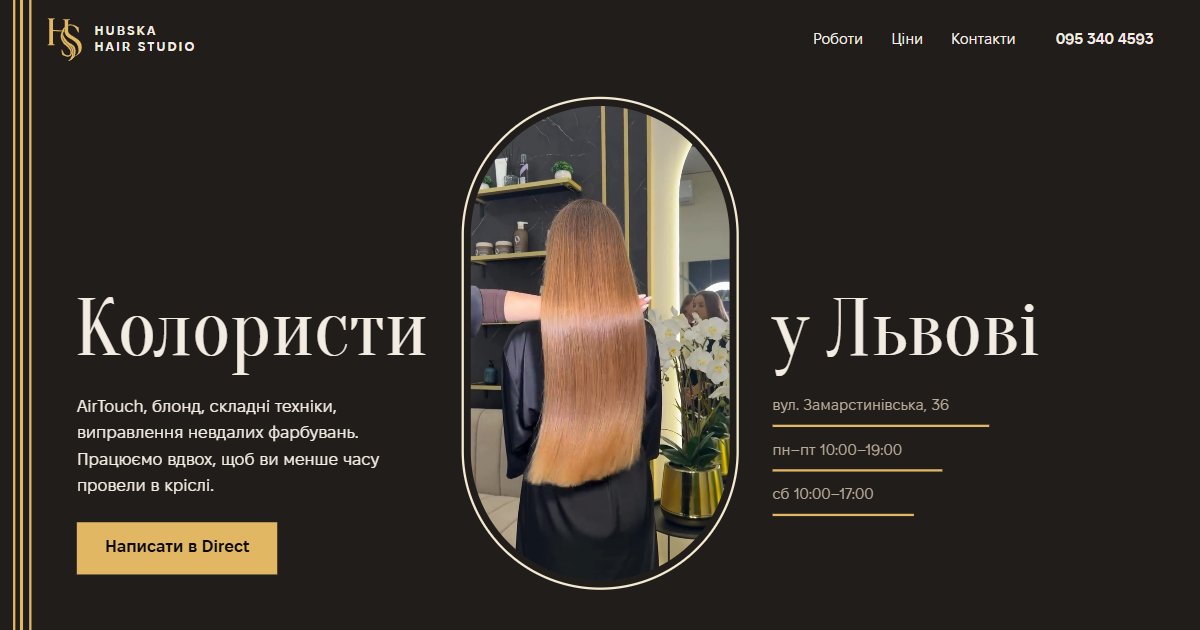 HS
HUBSKA
HAIR STUDIO
Роботи Ціни Контакти 095 340 4593
Колористи у Львові
AirTouch, блонд, складні техніки,
виправлення невдалих фарбувань.
Працюємо вдвох, щоб ви менше часу
провели в кріслі.
Написати в Direct
вул. Замарстинівська, 36
пн–пт 10:00–19:00
сб 10:00–17:00